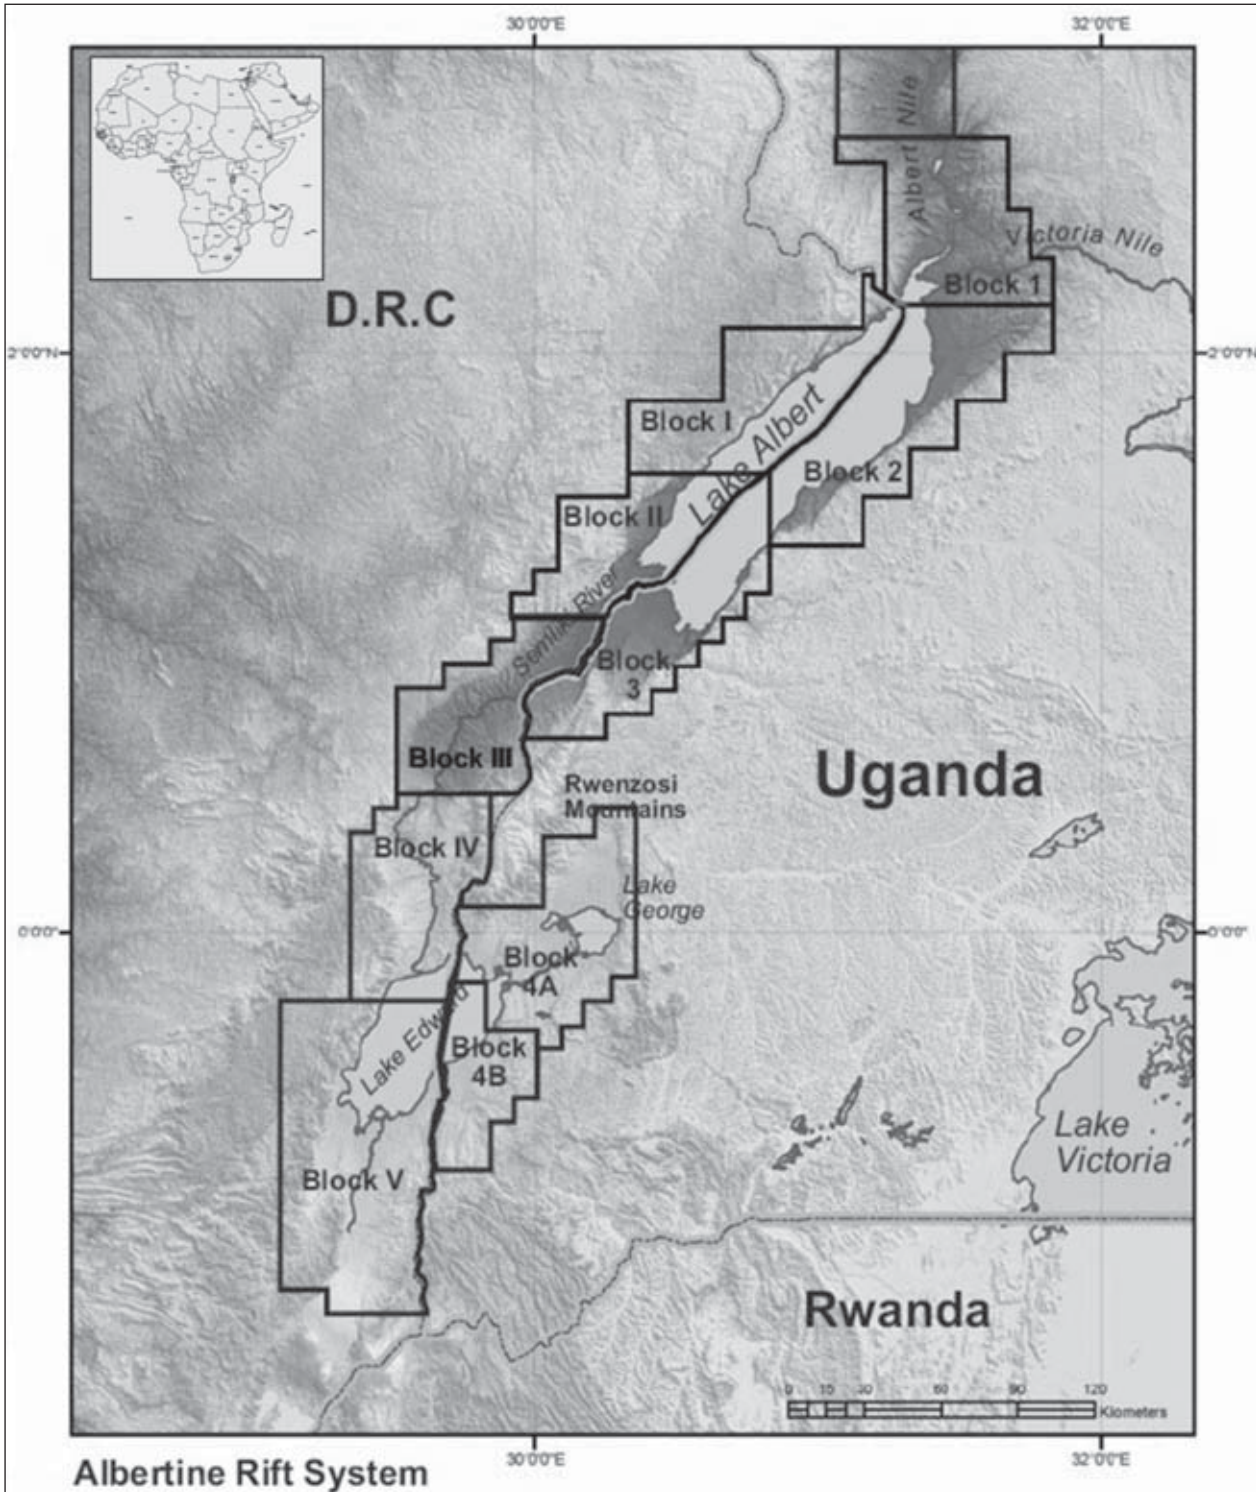 30°0'0"E
32°0'0"E
Albert Nile
Victoria Nile
Block 1
D.R.C
2°0'0"N
2°0'0"N
Block I
Lake Albert
Block 2
Block II
Semliki River
Block
3
Block III
Uganda
Rwenzosi
Mountains
Block IV
Lake
George
0°0'0"
0°0'0"
Block
4A
Lake Edward
Block
4B
Lake
Victoria
Block V
Rwanda
0 15 30 60 90 120
Kilometers
30°0'0"E
32°0'0"E
Albertine Rift System